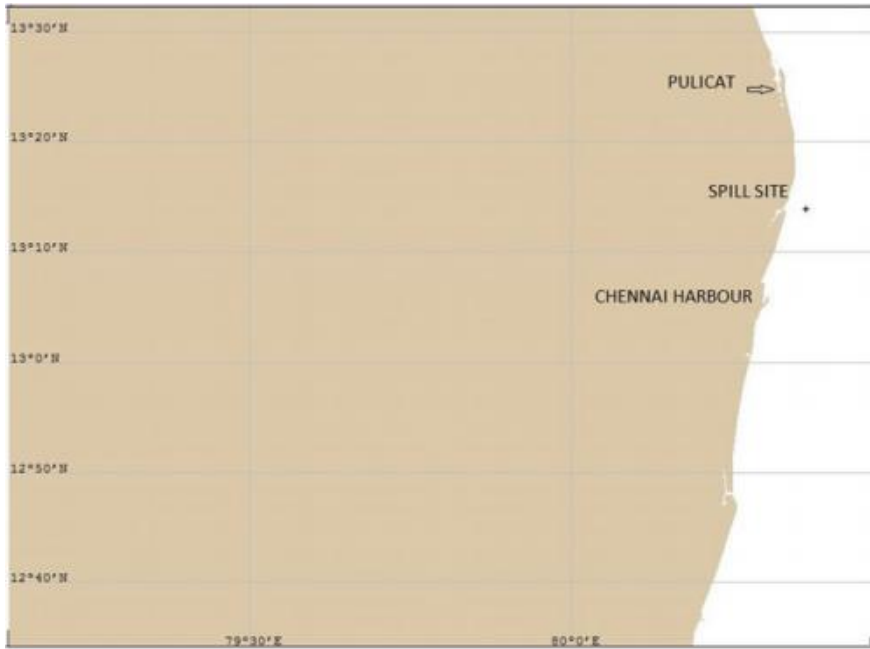 13°30'N
PULICAT
13°20'N
SPILL SITE
13°10'N
CHENNAI HARBOUR
13°0'N
12°50'N
12°40'N
79°30'E
80°0'E